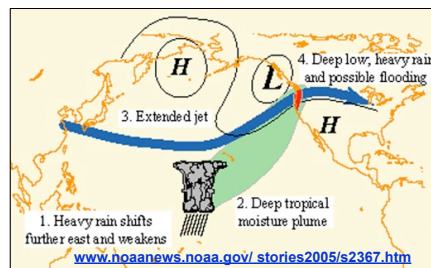 H
L
4. Deep low, heavy rain
and possible flooding
3. Extended jet
H
1. Heavy rain shifts
further east and weakens
2. Deep tropical
moisture plume
www.noaanews.noaa.gov/ stories2005/s2367.htm